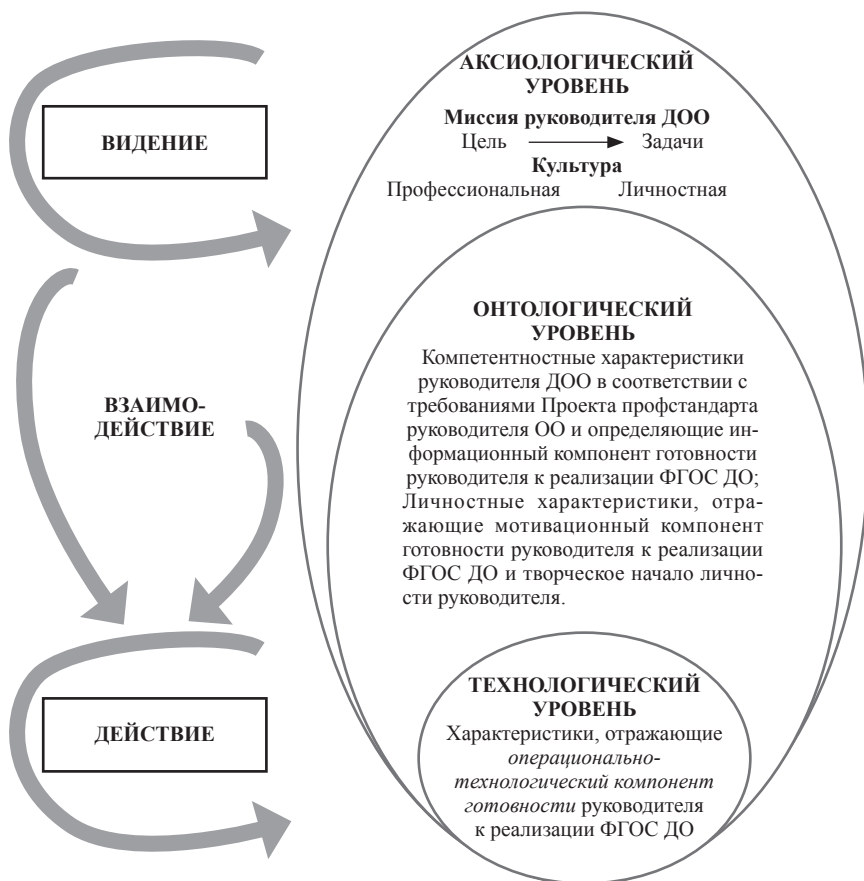 ВИДЕНИЕ
АКСИОЛОГИЧЕСКИЙ
УРОВЕНЬ
Миссия руководителя ДОО
Цель Задачи
Культура
Профессиональная Личностная
ВЗАИМО-
ДЕЙСТВИЕ
ОНТОЛОГИЧЕСКИЙ
УРОВЕНЬ
Компетентностные характеристики
руководителя ДОО в соответствии с
требованиями Проекта профстандарта
руководителя ОО и определяющие ин-
формационный компонент готовности
руководителя к реализации ФГОС ДО;
Личностные характеристики, отра-
жающие мотивационный компонент
готовности руководителя к реализации
ФГОС ДО и творческое начало лично-
сти руководителя.
ДЕЙСТВИЕ
ТЕХНОЛОГИЧЕСКИЙ
УРОВЕНЬ
Характеристики, отражающие
операционально-
технологический компонент
готовности руководителя
к реализации ФГОС ДО